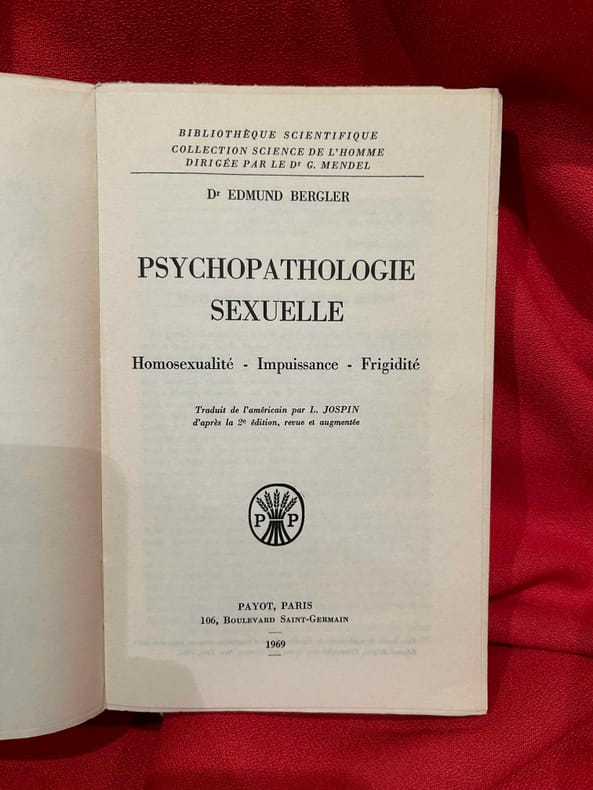 BIBLIOTHÈQUE SCIENTIFIQUE
COLLECTION SCIENCE DE L'HOMME
DIRIGÉE PAR LE Dr G. MENDEL
Dr EDMUND BERGLER
PSYCHOPATHOLOGIE
SEXUELLE
Homosexualité - Impuissance - Frigidité
Traduit de l'américain par L. JOSPIN
d'après la 2e édition, revue et augmentée
P P
PAYOT, PARIS
106, BOULEVARD SAINT-GERMAIN
1969